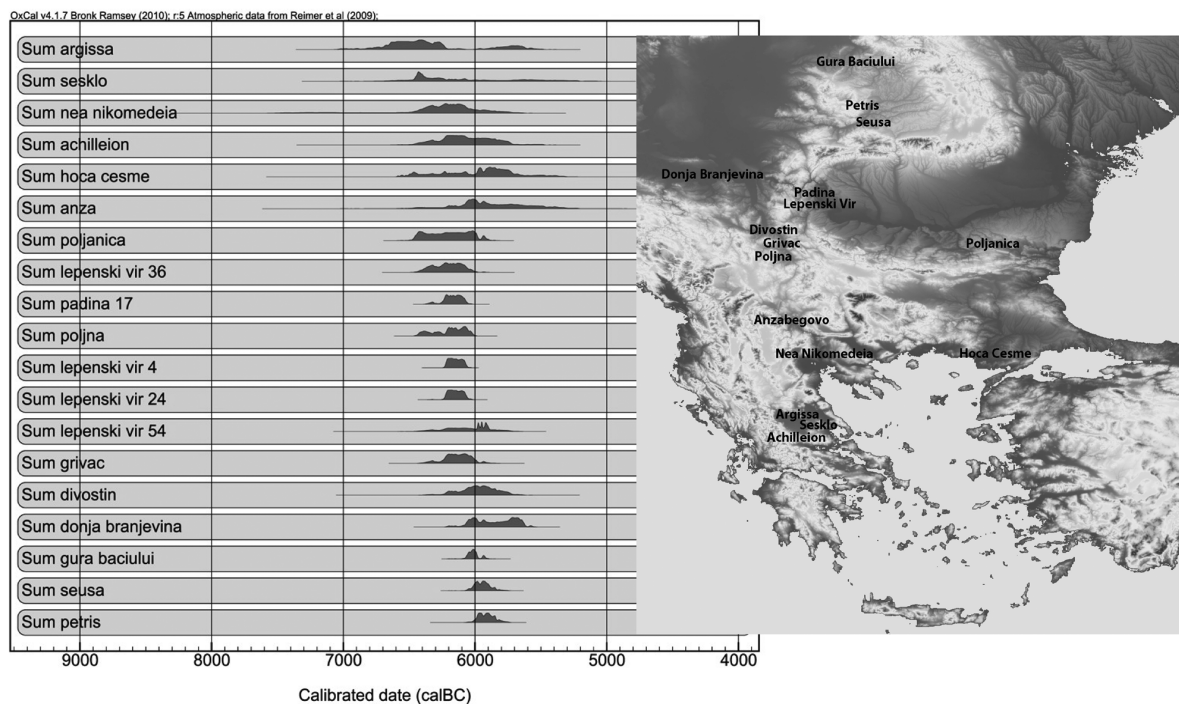 OxCal v4.1.7 Bronk Ramsey (2010); r:5 Atmospheric data from Reimer et al (2009);
Sum argissa
Sum sesklo
Sum nea nikomedeia
Sum achilleion
Sum hoca cesme
Sum anza
Sum poljanica
Sum lepenski vir 36
Sum padina 17
Sum poljna
Sum lepenski vir 4
Sum lepenski vir 24
Sum lepenski vir 54
Sum grivac
Sum divostin
Sum donja branjevina
Sum gura baciului
Sum seusa
Sum petris
9000 8000 7000 6000 5000 4000
Calibrated date (calBC)
Gura Baciului
Petris
Seusa
Donja Branjevina
Padina
Lepenski Vir
Divostin
Grivac
Poljanica
Poljna
Anzabegovo
Nea Nikomedeia
Hoca Cesme
Argissa
Sesklo
Achilleion